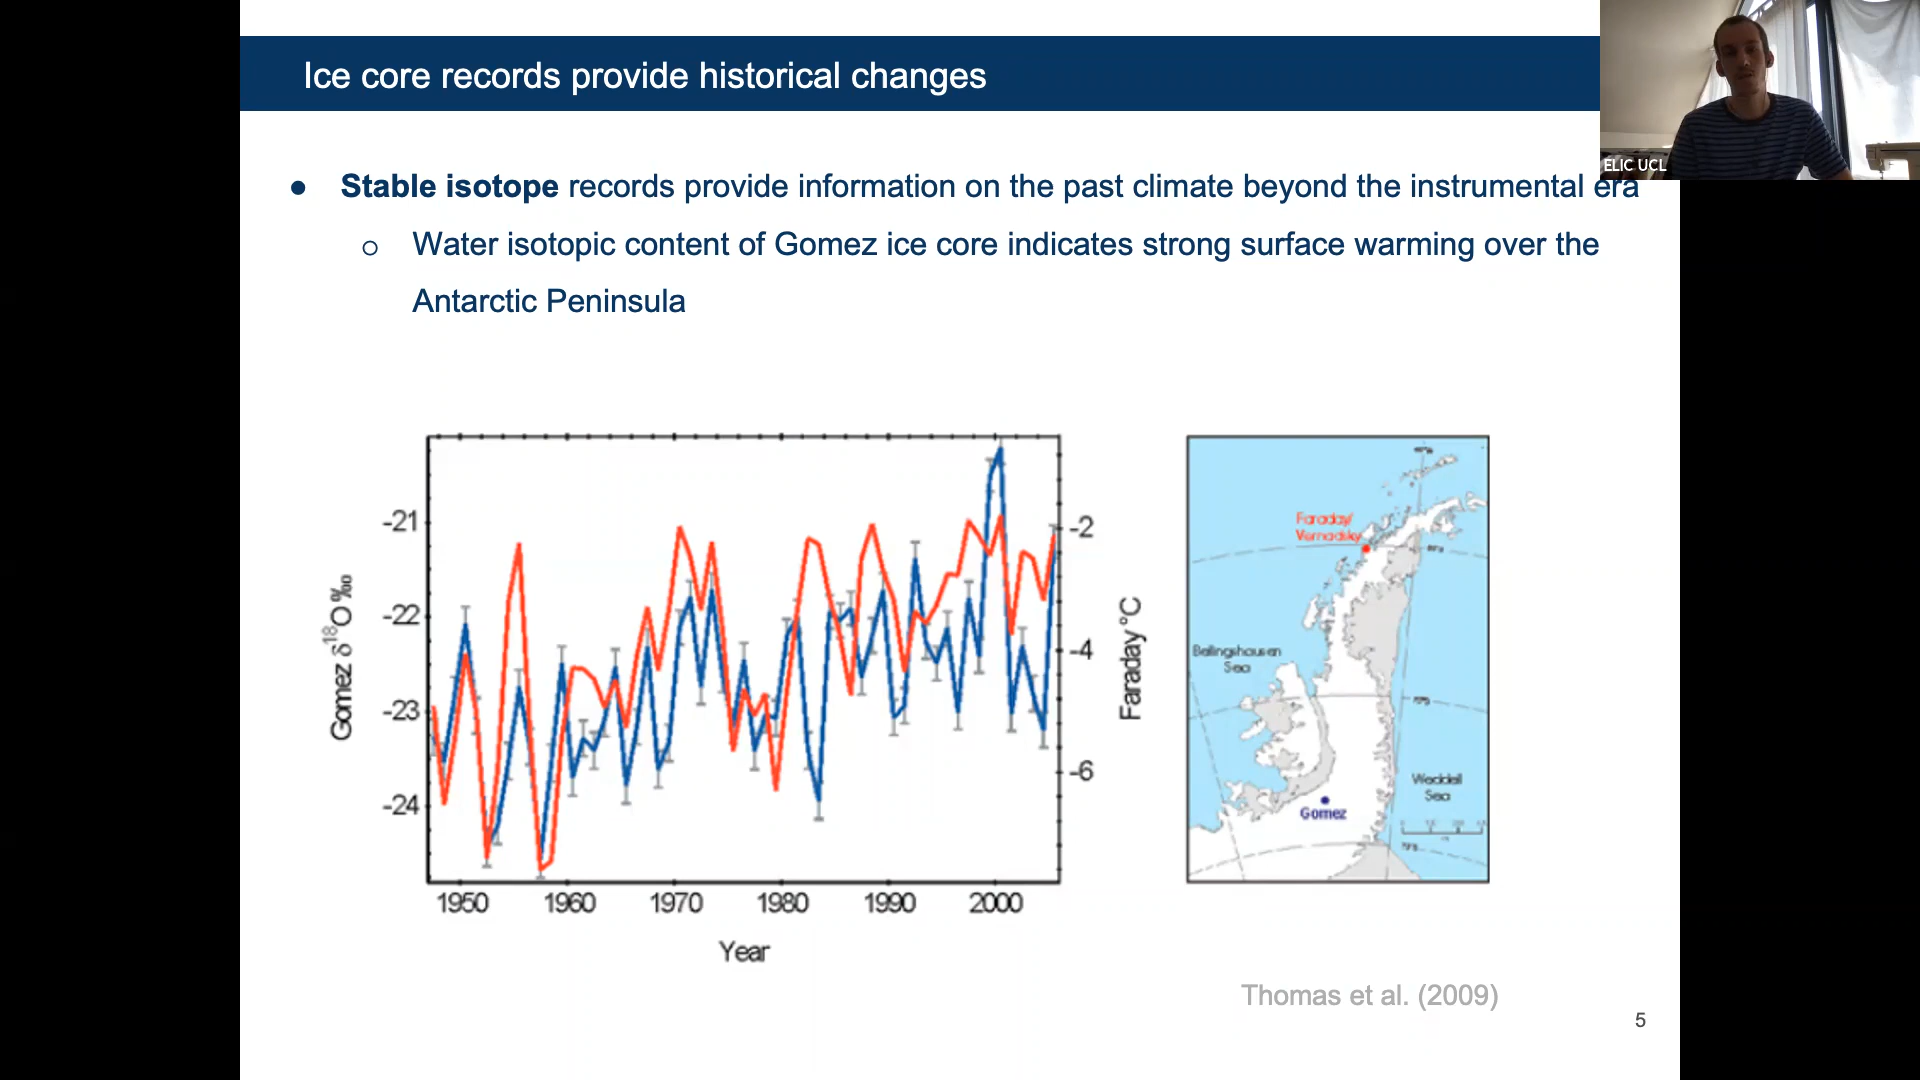 Ice core records provide historical changes
ELIC UCL
● Stable isotope records provide information on the past climate beyond the instrumental era
○ Water isotopic content of Gomez ice core indicates strong surface warming over the
Antarctic Peninsula
Gomez δ¹⁸O‰
-21
-22
-23
-24
1950
1960
1970
1980
1990
2000
Year
-2
-4
-6
Faraday °C
Faraday/
Vernadsky
Bellingshausen
Sea
Weddell
Sea
Gomez
Thomas et al. (2009)
5